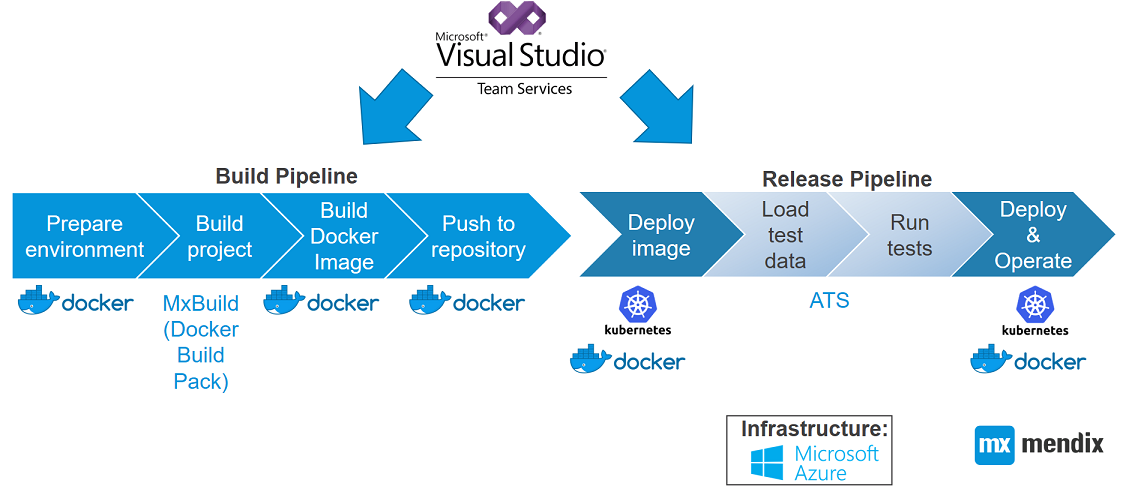 Microsoft®
Visual Studio®
Team Services
Build Pipeline
Prepare
environment
Build
project
Build
Docker
Image
Push to
repository
docker
MxBuild
(Docker
Build
Pack)
docker
docker
Release Pipeline
Deploy
image
Load
test
data
Run
tests
Deploy
&
Operate
kubernetes
docker
ATS
kubernetes
docker
Infrastructure:
Microsoft
Azure
mx mendix